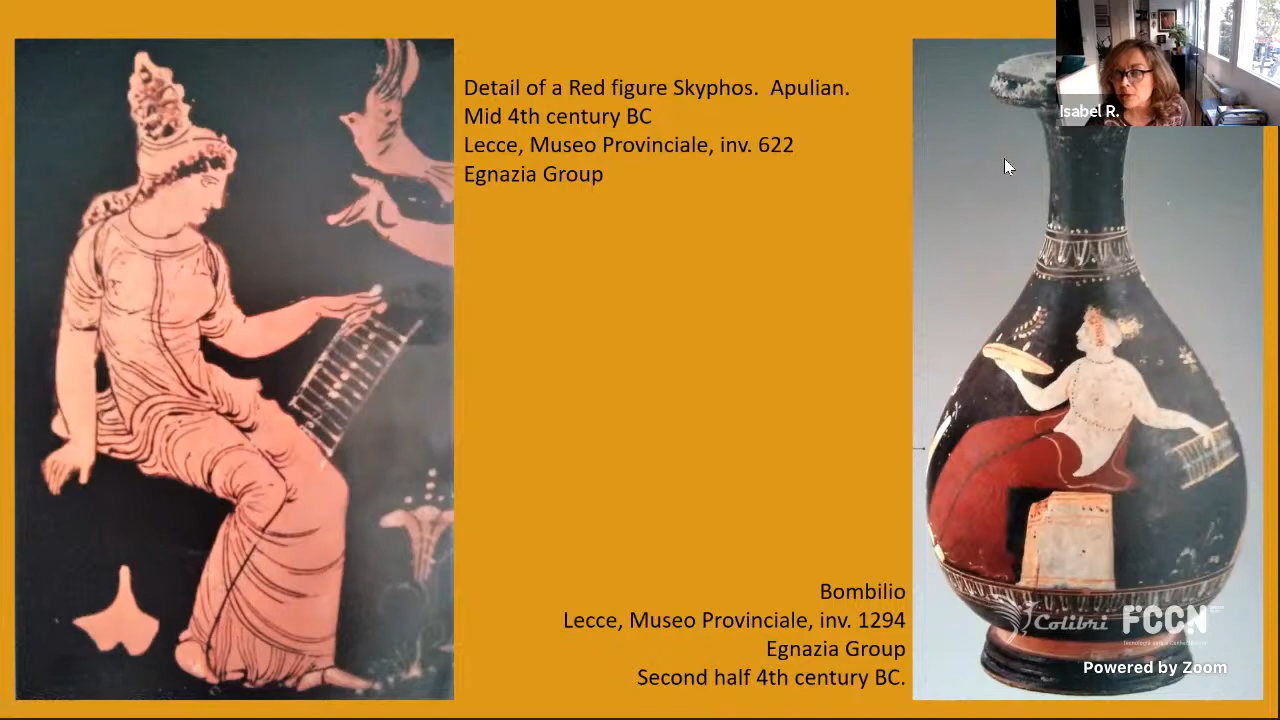 Detail of a Red figure Skyphos.  Apulian.
Mid 4th century BC
Lecce, Museo Provinciale, inv. 622
Egnazia Group
Isabel R.
Bombilio
Lecce, Museo Provinciale, inv. 1294
Egnazia Group
Second half 4th century BC.
Colibri FCCN
Powered by Zoom